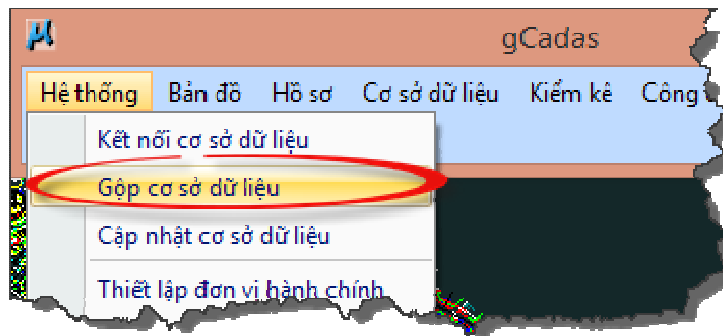 gCadas
Hệ thống Bản đồ Hồ sơ Cơ sở dữ liệu Kiểm kê Công
Kết nối cơ sở dữ liệu
Gộp cơ sở dữ liệu
Cập nhật cơ sở dữ liệu
Thiết lập đơn vị hành chính